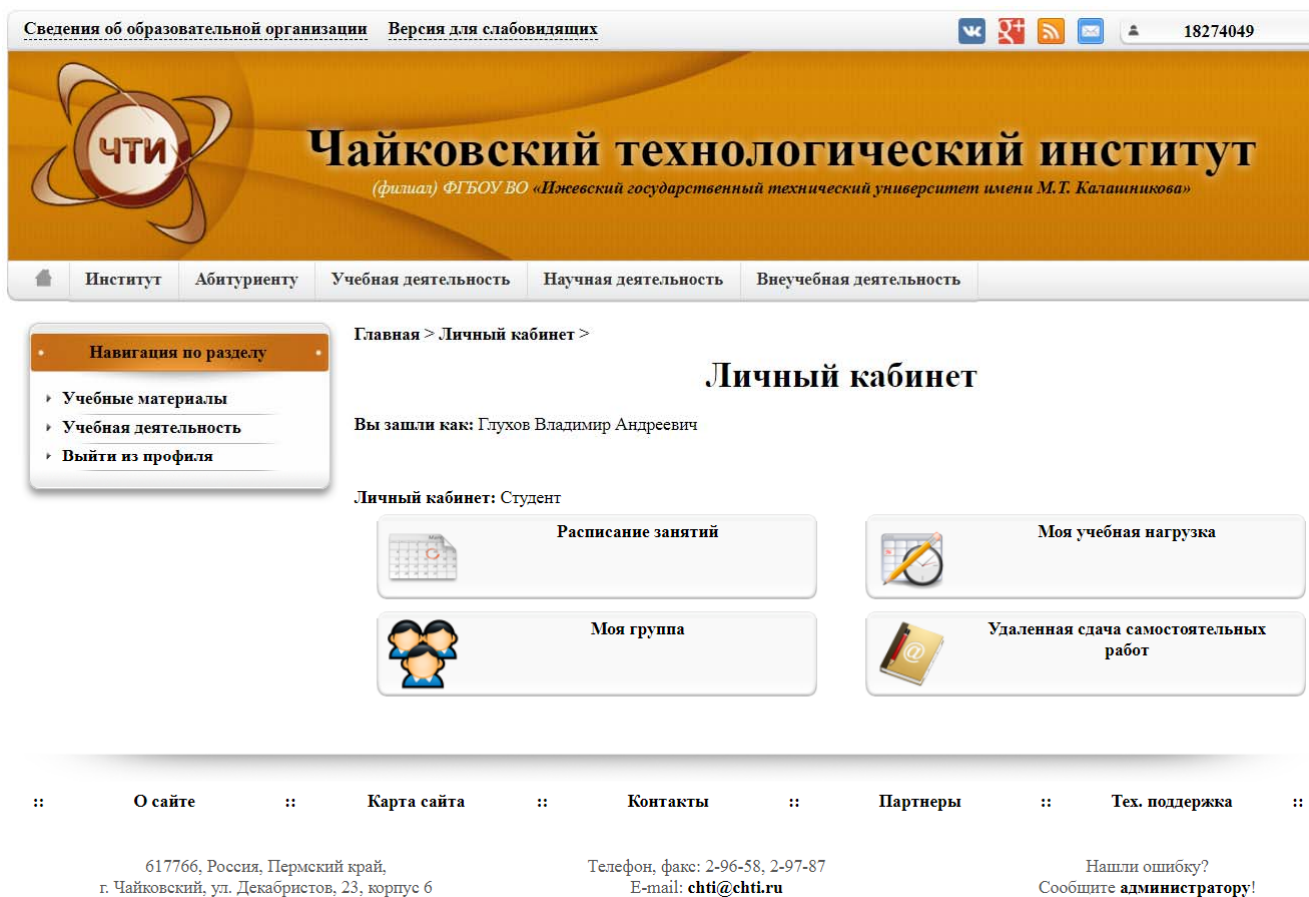 Сведения об образовательной организации Версия для слабовидящих 18274049
ЧТИ
Чайковский технологический институт
(филиал) ФГБОУ ВО «Ижевский государственный технический университет имени М.Т. Калашникова»
Институт Абитуриенту Учебная деятельность Научная деятельность Внеучебная деятельность
Навигация по разделу
Учебные материалы
Учебная деятельность
Выйти из профиля
Главная > Личный кабинет >
Личный кабинет
Вы зашли как: Глухов Владимир Андреевич
Личный кабинет: Студент
Расписание занятий
Моя учебная нагрузка
Моя группа
Удаленная сдача самостоятельных
работ
:: О сайте :: Карта сайта :: Контакты :: Партнеры :: Тех. поддержка ::
617766, Россия, Пермский край,
г. Чайковский, ул. Декабристов, 23, корпус 6
Телефон, факс: 2-96-58, 2-97-87
E-mail: chti@chti.ru
Нашли ошибку?
Сообщите администратору!